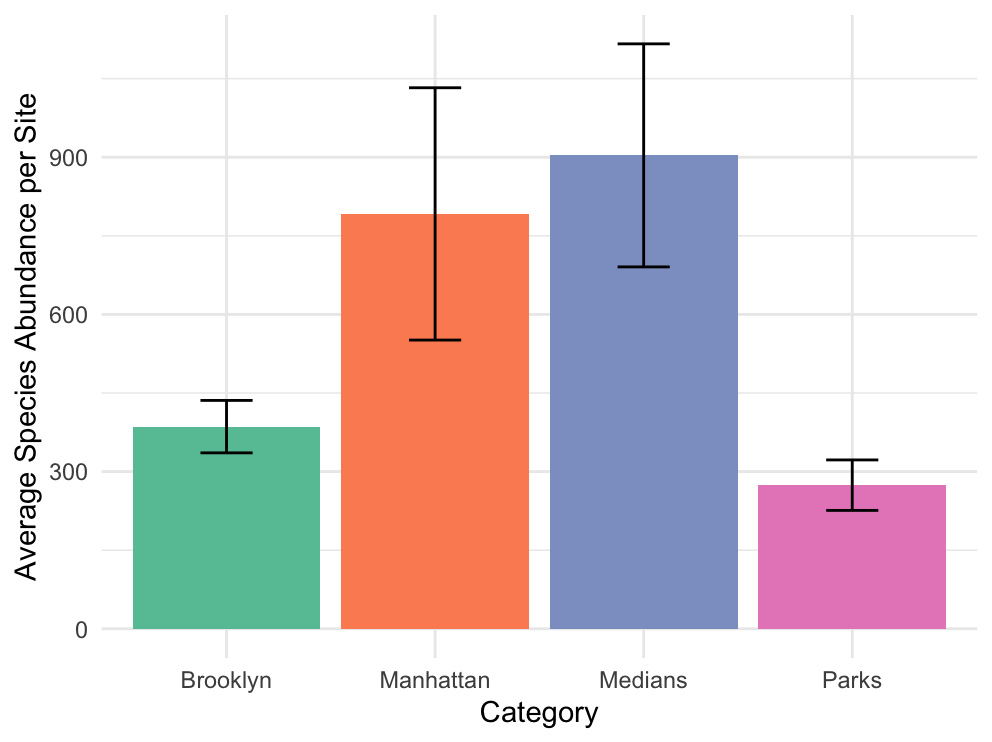 Average Species Abundance per Site
900
600
300
0
Brooklyn Manhattan Medians Parks
Category